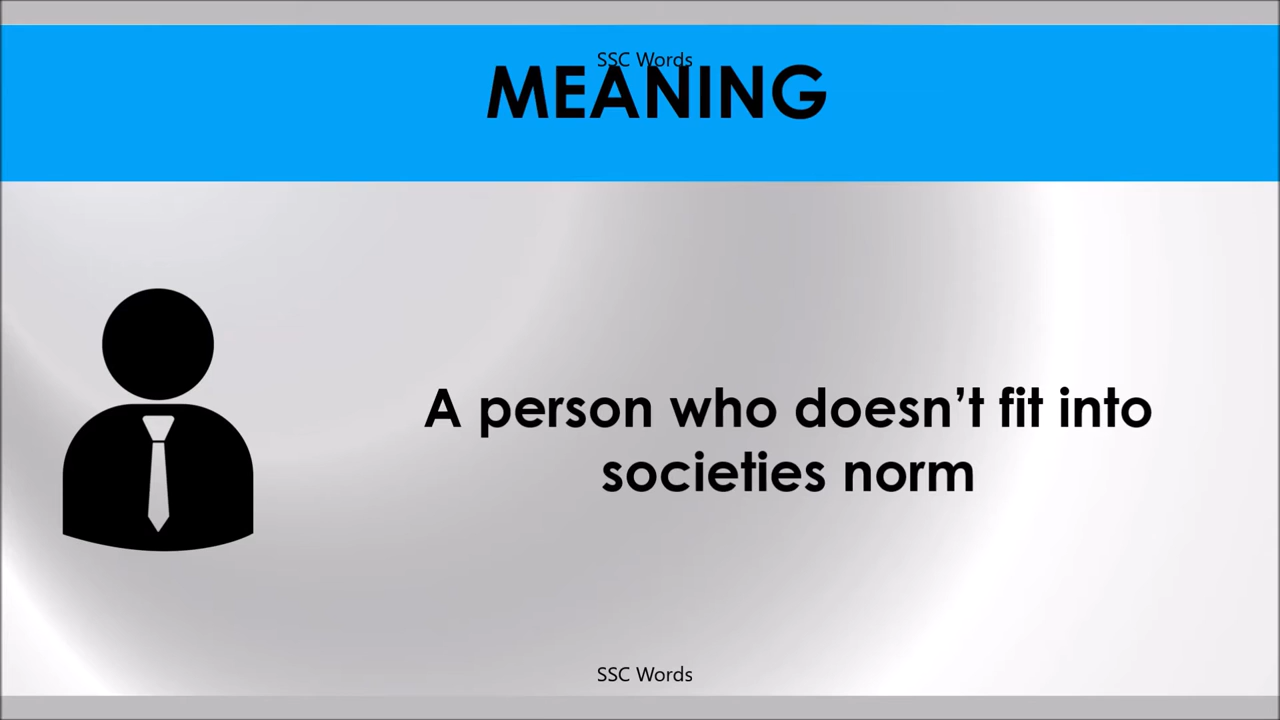 SSC Words
MEANING
A person who doesn’t fit into
societies norm
SSC Words